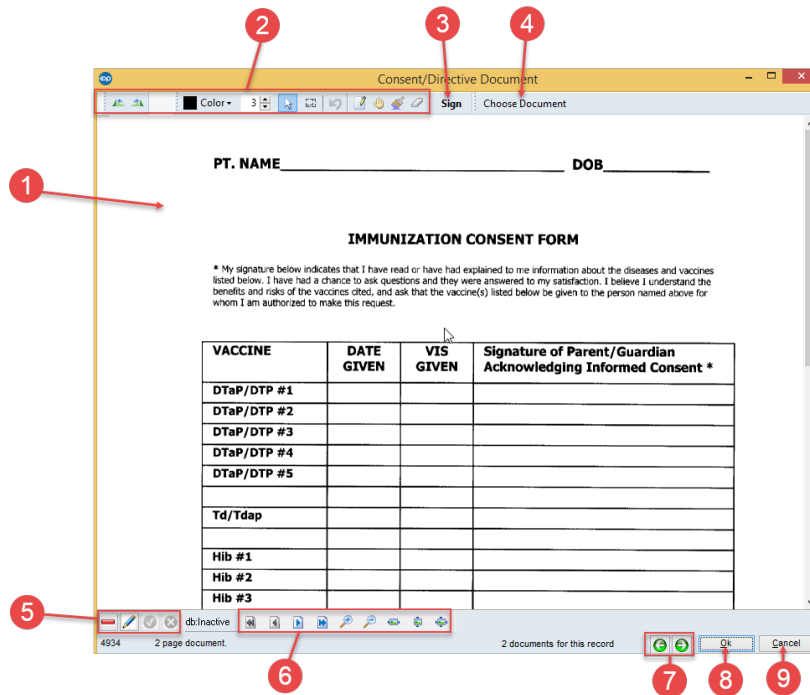 2
3
4
op
Consent/Directive Document
Color
3
Sign
Choose Document
PT. NAME DOB
1
IMMUNIZATION CONSENT FORM
* My signature below indicates that I have read or have had explained to me information about the diseases and vaccines
listed below. I have had a chance to ask questions and they were answered to my satisfaction. I believe I understand the
benefits and risks of the vaccines cited, and ask that the vaccine(s) listed below be given to the person named above for
whom I am authorized to make this request.
VACCINE DATE GIVEN VIS GIVEN Signature of Parent/Guardian Acknowledging Informed Consent *
DTaP/DTP #1
DTaP/DTP #2
DTaP/DTP #3
DTaP/DTP #4
DTaP/DTP #5
Td/Tdap
Hib #1
Hib #2
Hib #3
5
db:Inactive
4934 2 page document. 2 documents for this record Ok Cancel
6
7
8
9